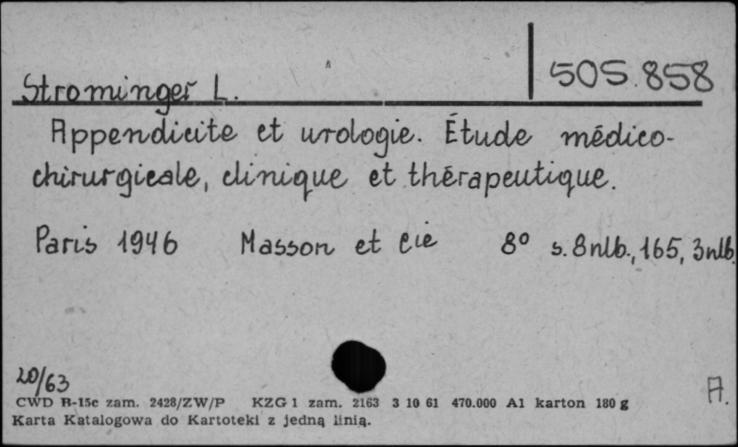 Strominger L. 505.858
Appendicite et urologie. Étude médico-
chirurgicale, clinique et thérapeutique.
Paris 1946 Masson et Cie 8° s. 8nlb., 165, 3nlb.
20/63
A.
CWD B-15c zam. 2428/ZW/P KZG 1 zam. 2163 3 10 61 470.000 A1 karton 180 g
Karta Katalogowa do Kartoteki z jedną linią.